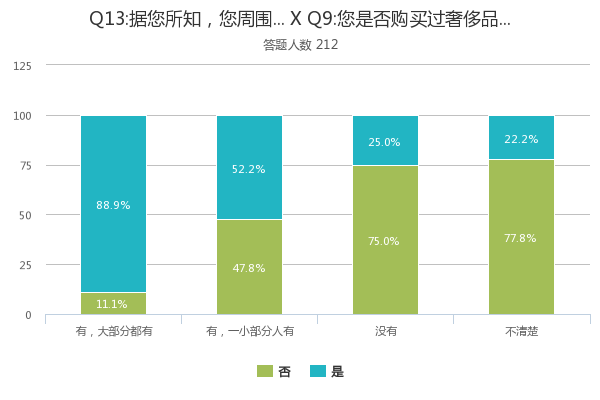 Q13:据您所知，您周围... X Q9:您是否购买过奢侈品...
答题人数 212
125
100
75
50
25
0
88.9%
11.1%
52.2%
47.8%
25.0%
75.0%
22.2%
77.8%
有，大部分都有
有，一小部分人有
没有
不清楚
否 是